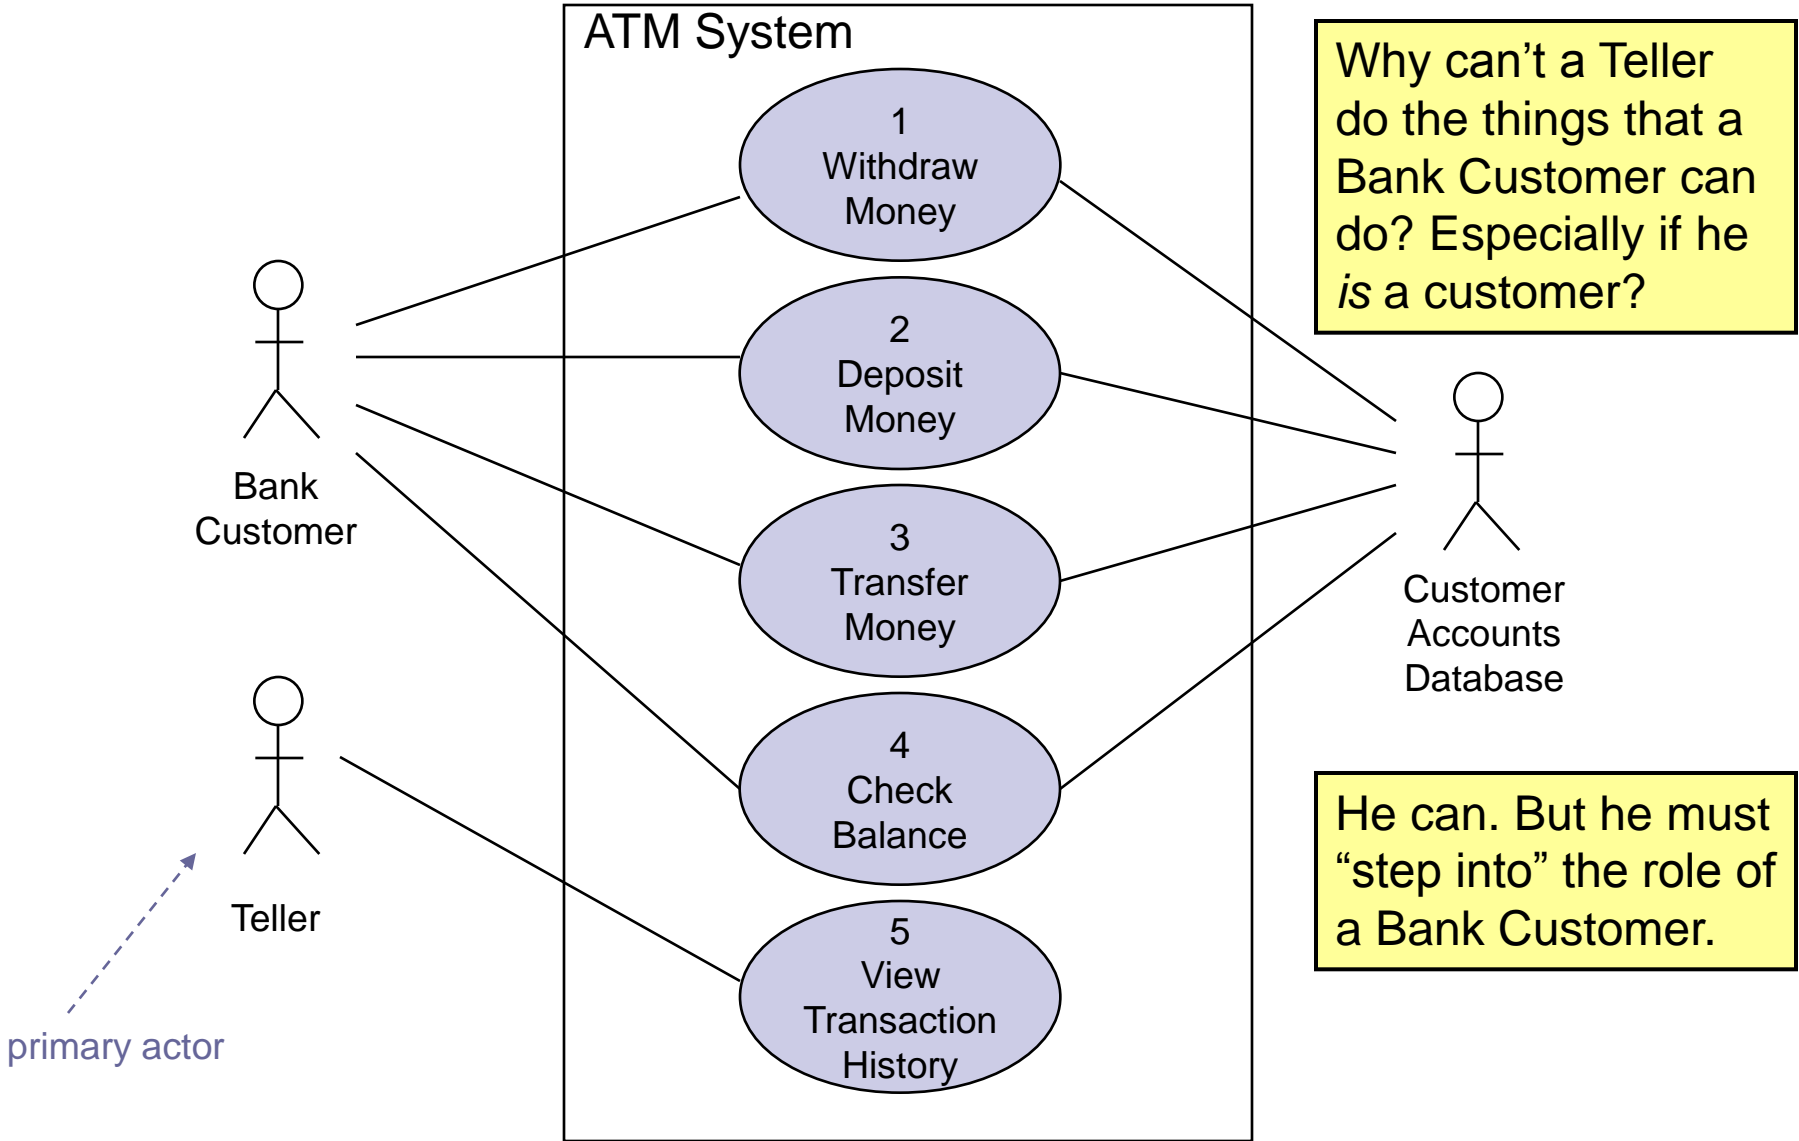 ATM System
Why can’t a Teller
do the things that a
Bank Customer can
do? Especially if he
is a customer?
1
Withdraw
Money
2
Deposit
Money
Bank
Customer
3
Transfer
Money
Customer
Accounts
Database
4
Check
Balance
He can. But he must
“step into” the role of
a Bank Customer.
Teller
5
View
Transaction
History
primary actor